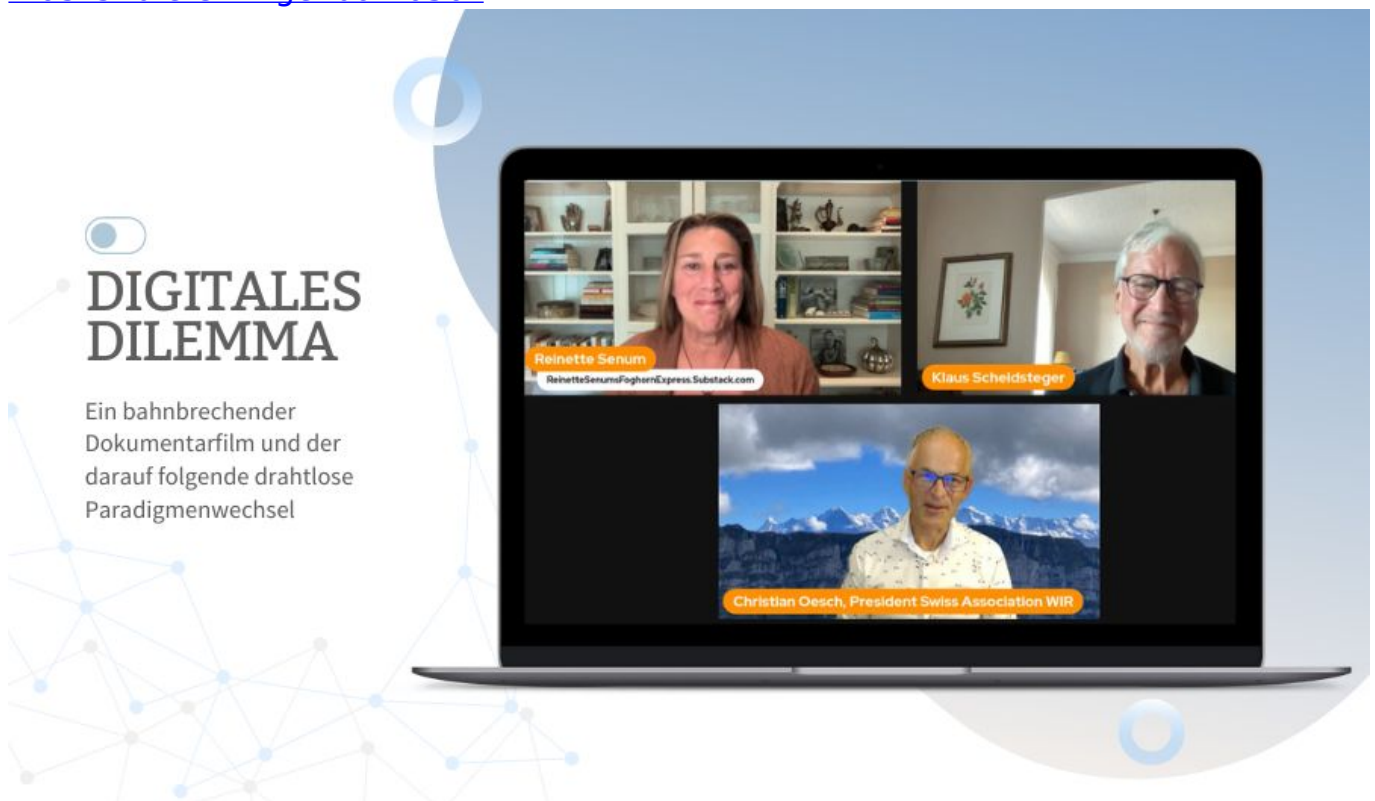 DIGITALES
DILEMMA
Ein bahnbrechender
Dokumentarfilm und der
darauf folgende drahtlose
Paradigmenwechsel
Reinette Senum
ReinetteSenumsFoghornExpress.Substack.com
Klaus Scheidsteger
Christian Oesch, President Swiss Association WIR